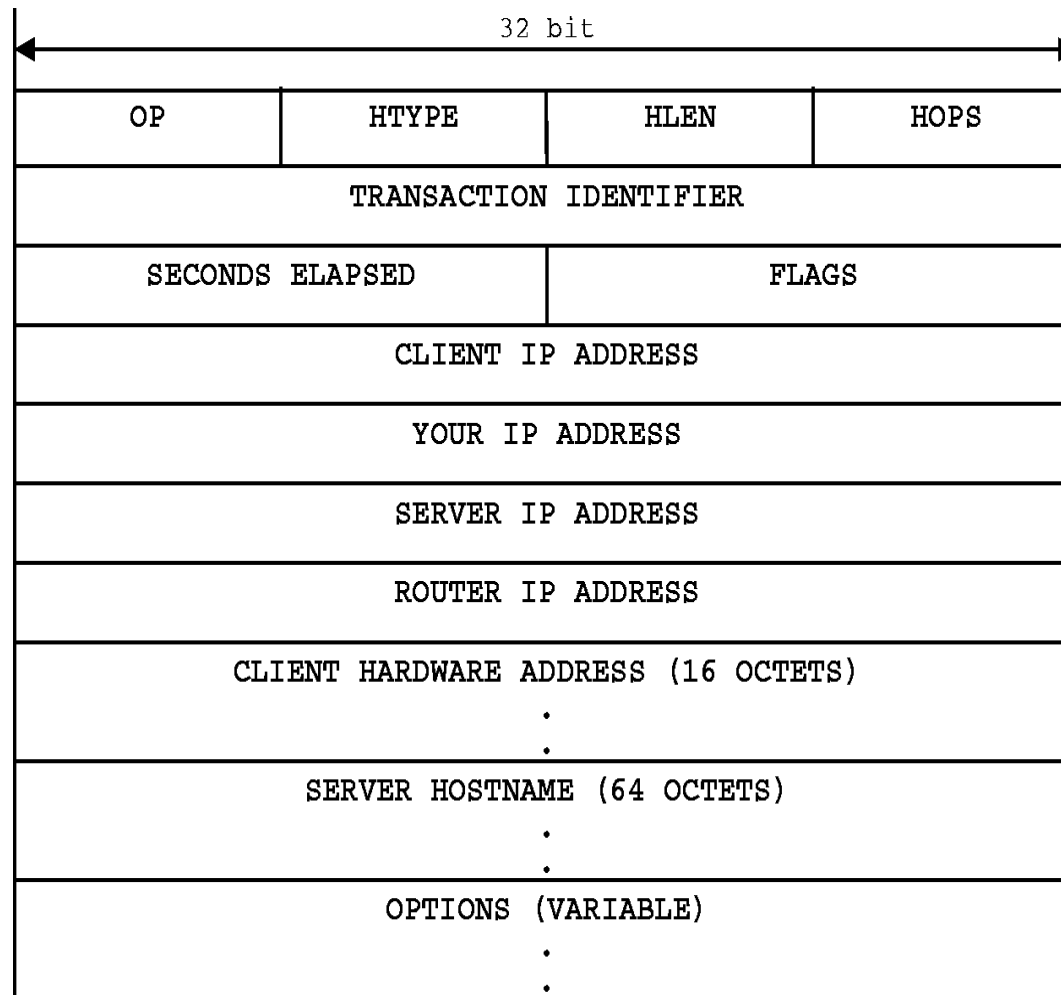 32 bit
OP HTYPE HLEN HOPS
TRANSACTION IDENTIFIER
SECONDS ELAPSED FLAGS
CLIENT IP ADDRESS
YOUR IP ADDRESS
SERVER IP ADDRESS
ROUTER IP ADDRESS
CLIENT HARDWARE ADDRESS (16 OCTETS)
.
.
SERVER HOSTNAME (64 OCTETS)
.
.
OPTIONS (VARIABLE)
.
.